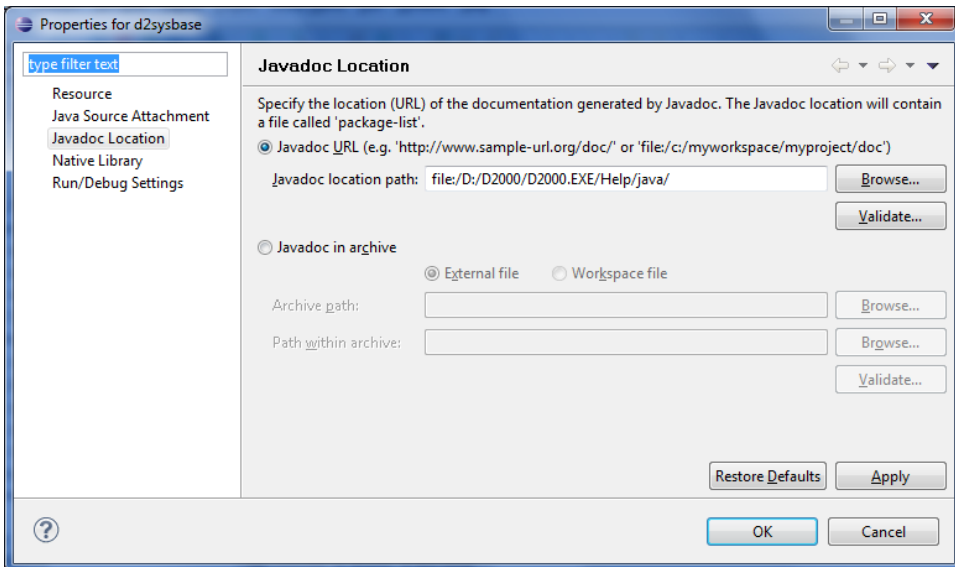 Properties for d2sysbase
type filter text
Resource
Java Source Attachment
Javadoc Location
Native Library
Run/Debug Settings
Javadoc Location
Specify the location (URL) of the documentation generated by Javadoc. The Javadoc location will contain
a file called 'package-list'.
Javadoc URL (e.g. 'http://www.sample-url.org/doc/' or 'file:/c:/myworkspace/myproject/doc')
Javadoc location path: file:/D:/D2000/D2000.EXE/Help/java/ Browse...
Validate...
Javadoc in archive
External file Workspace file
Archive path: Browse...
Path within archive: Browse...
Validate...
Restore Defaults Apply
? OK Cancel